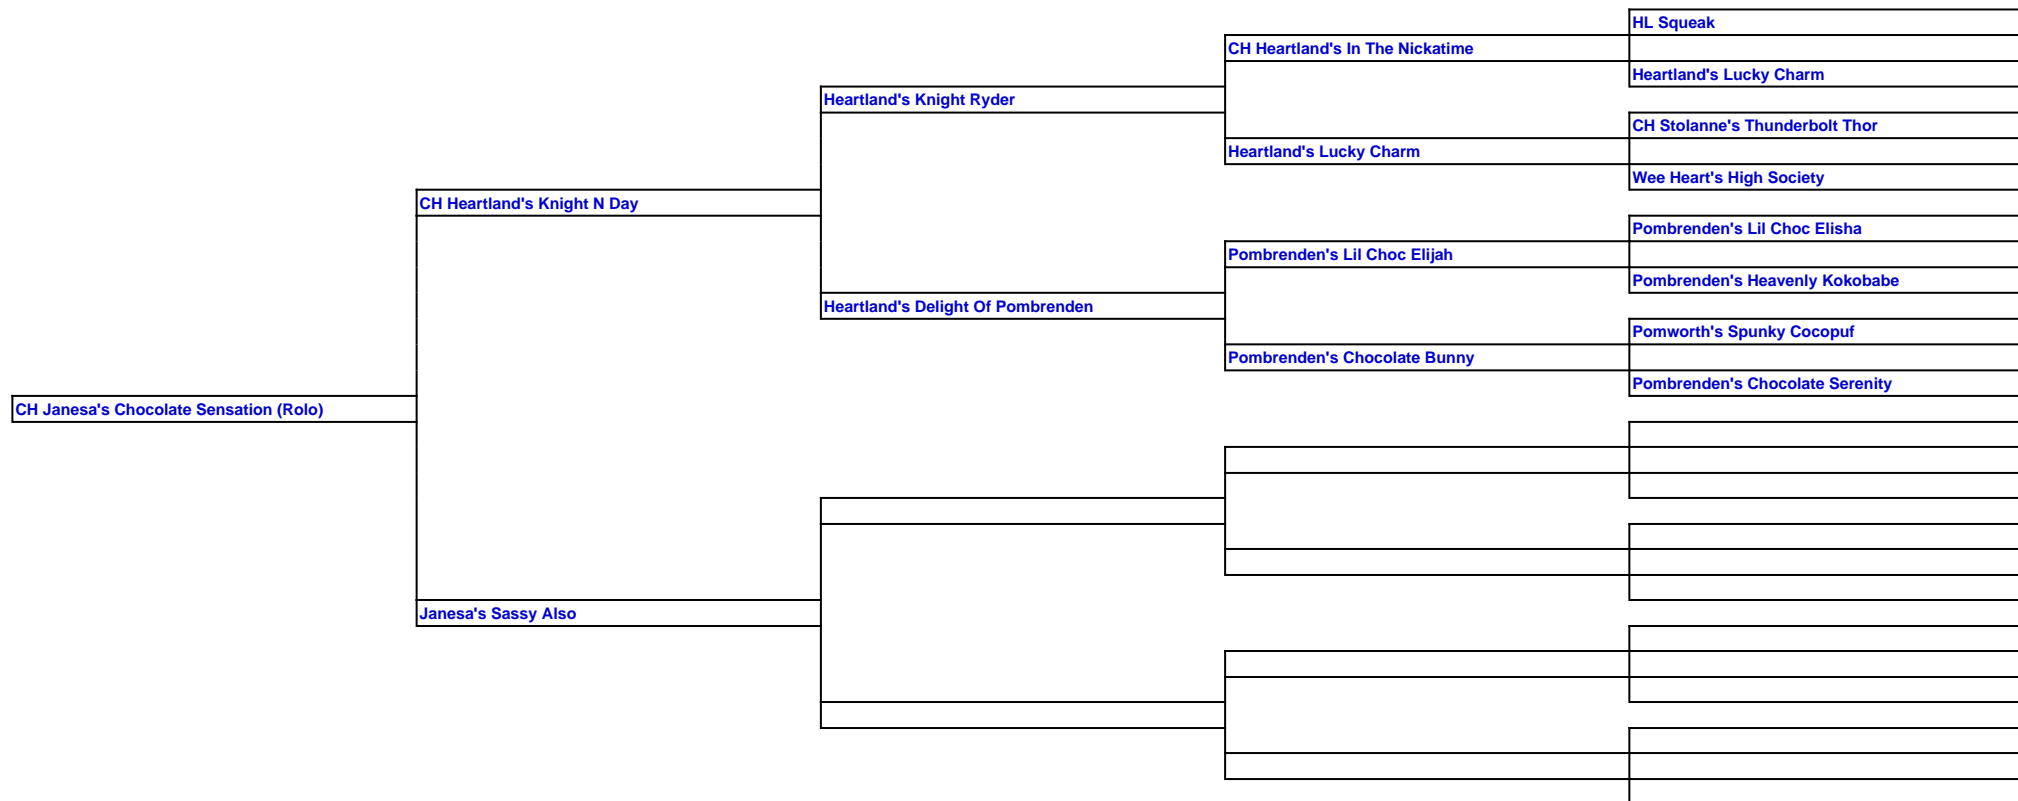 HL Squeak
CH Heartland's In The Nickatime
Heartland's Lucky Charm
Heartland's Knight Ryder
CH Stolanne's Thunderbolt Thor
Heartland's Lucky Charm
Wee Heart's High Society
CH Heartland's Knight N Day
Pombrenden's Lil Choc Elisha
Pombrenden's Lil Choc Elijah
Pombrenden's Heavenly Kokobabe
Heartland's Delight Of Pombrenden
Pomworth's Spunky Cocopuf
Pombrenden's Chocolate Bunny
Pombrenden's Chocolate Serenity
CH Janesa's Chocolate Sensation (Rolo)
Janesa's Sassy Also